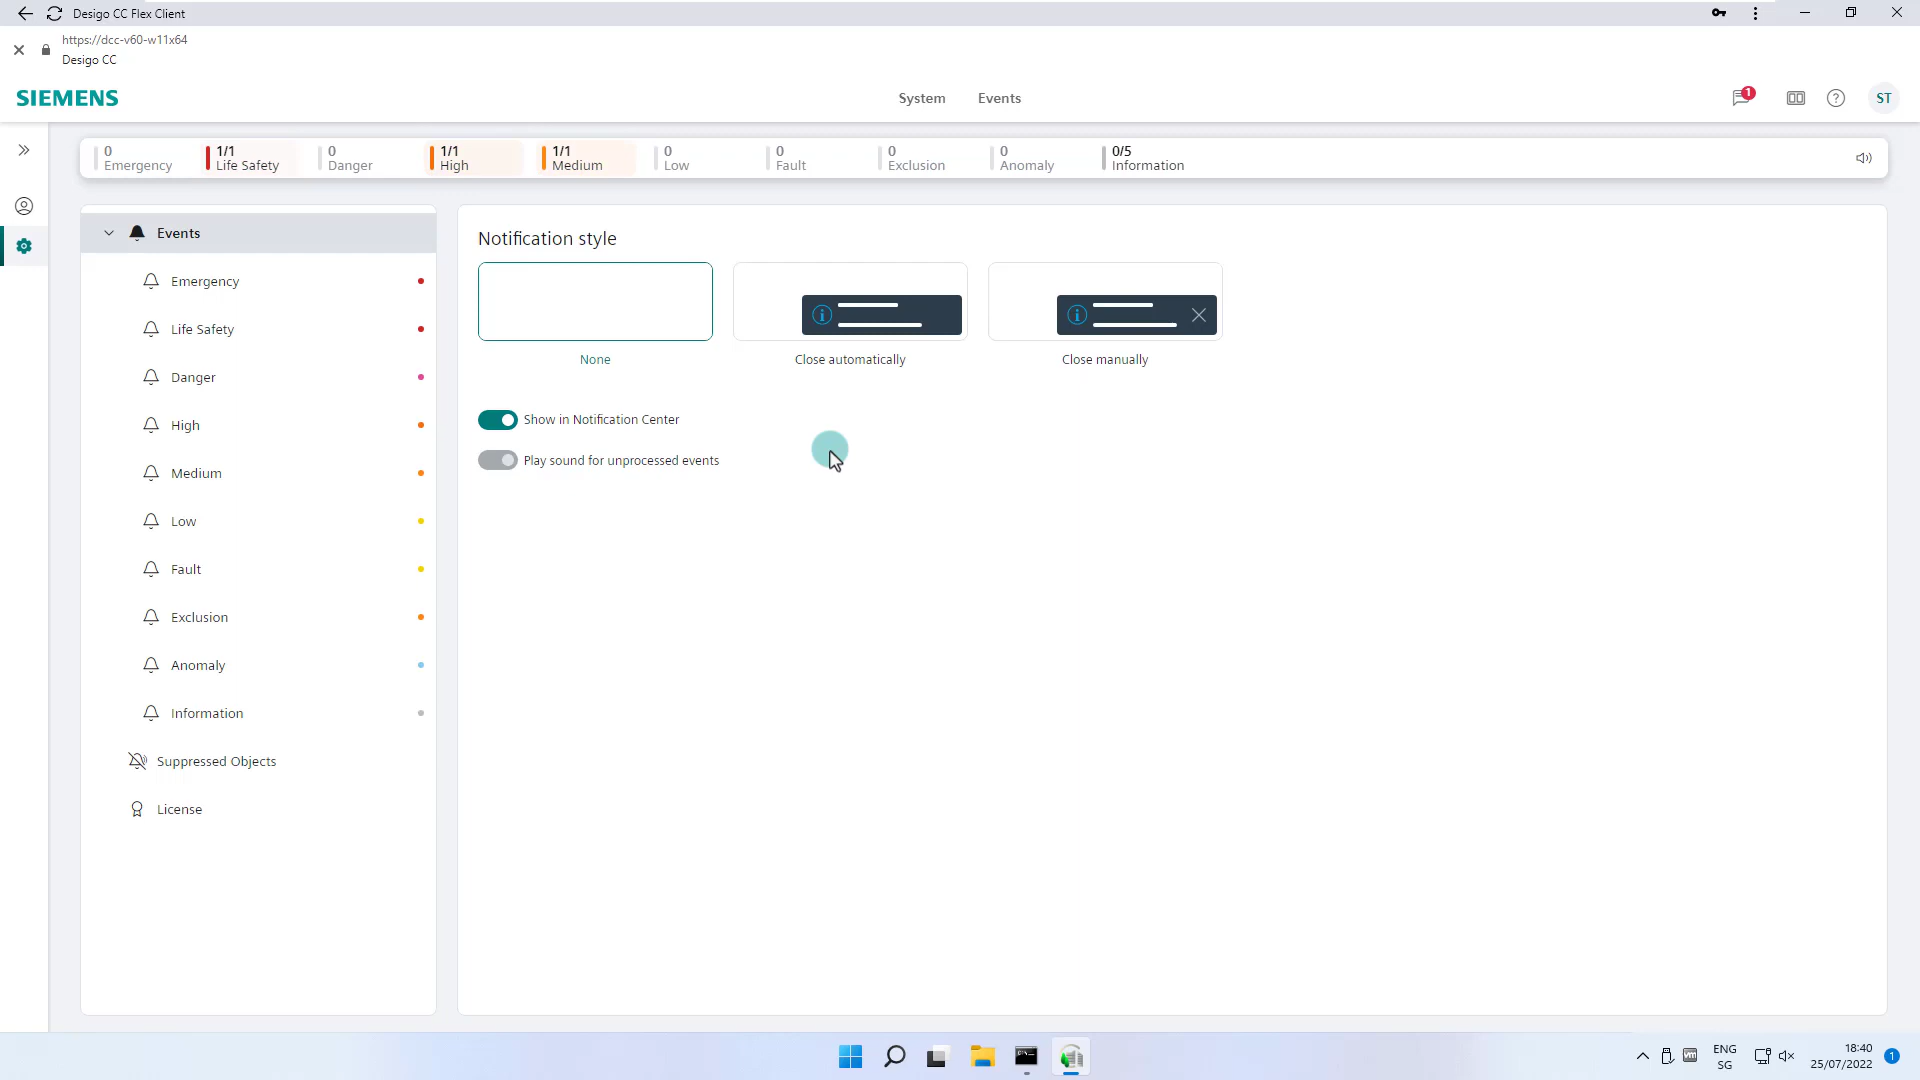 Desigo CC Flex Client
https://dcc-v60-w11x64
Desigo CC
SIEMENS
System
Events
1
ST
0
Emergency
1/1
Life Safety
0
Danger
1/1
High
1/1
Medium
0
Low
0
Fault
0
Exclusion
0
Anomaly
0/5
Information
Events
Emergency
Life Safety
Danger
High
Medium
Low
Fault
Exclusion
Anomaly
Information
Suppressed Objects
License
Notification style
None
Close automatically
Close manually
Show in Notification Center
Play sound for unprocessed events
ENG
SG
18:40
25/07/2022
1